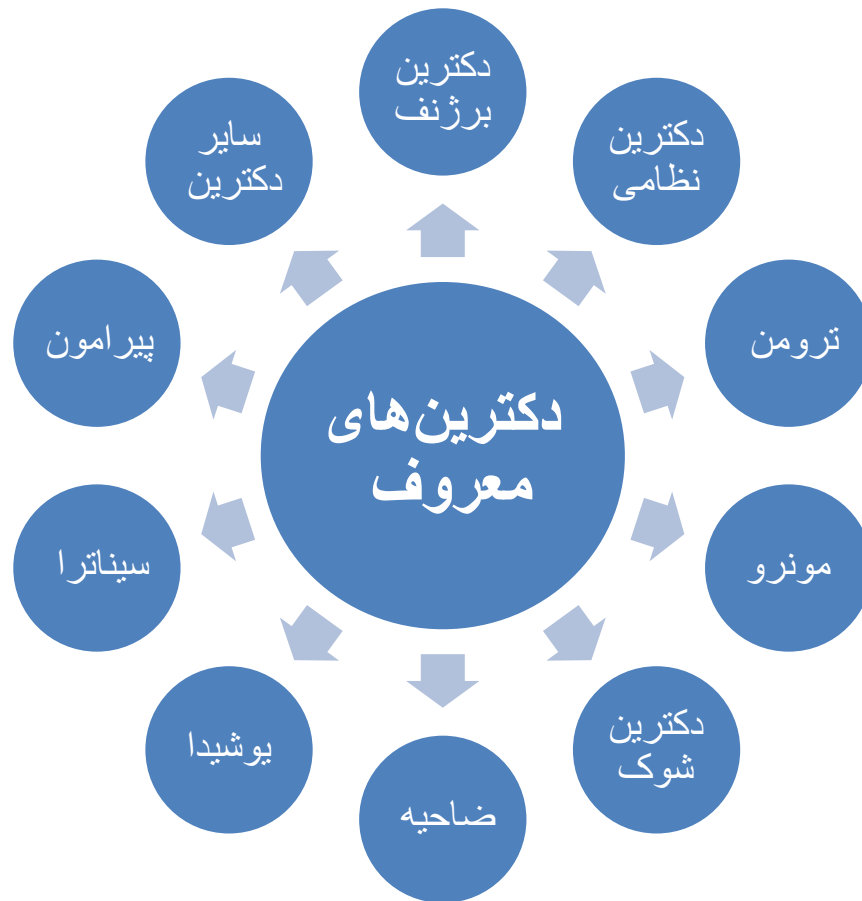 دکترین‌های
معروف
دکترین
برژنف
دکترین
نظامی
ترومن
مونرو
دکترین
شوک
ضاحیه
یوشیدا
سیناترا
پیرامون
سایر
دکترین